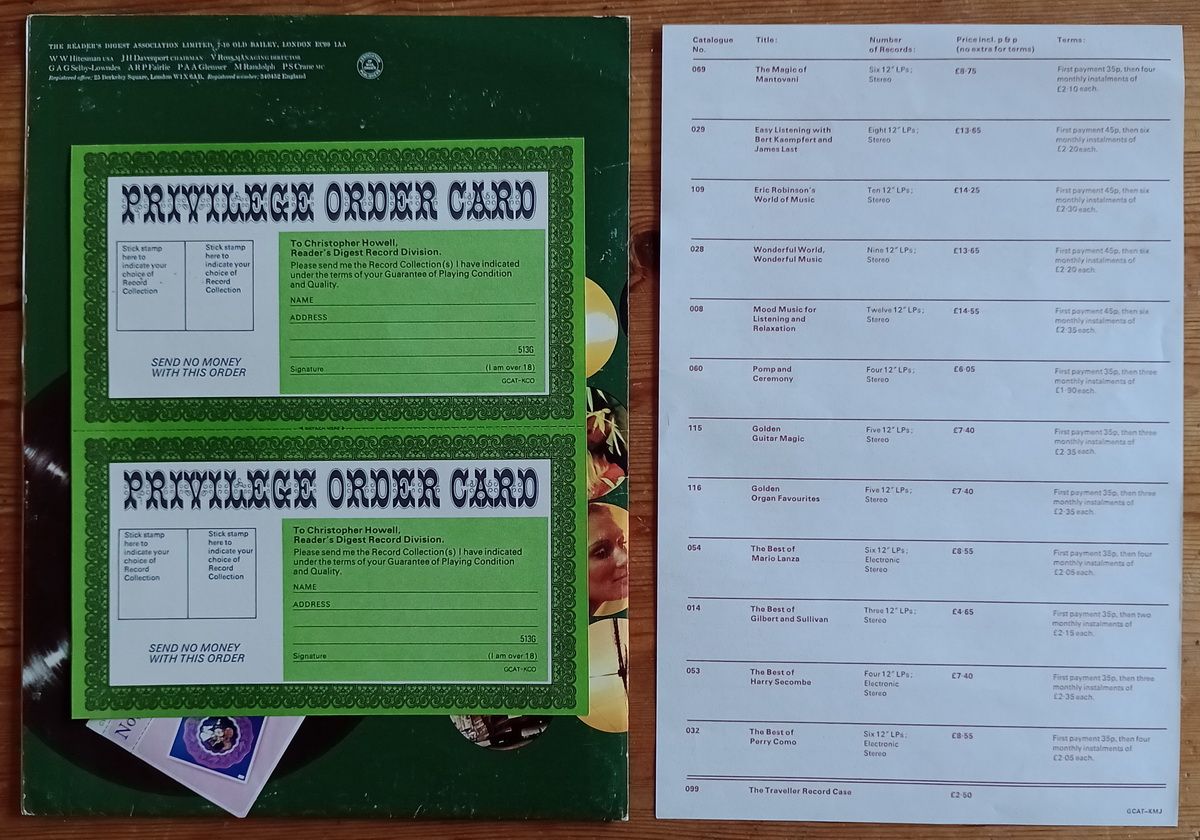 THE READER'S DIGEST ASSOCIATION LIMITED, 7-10 OLD BAILEY, LONDON EC99 1AA
W W Hitesman USA J H Davenport CHAIRMAN V Ross MANAGING DIRECTOR
G A G Selby-Lowndes A R P Fairlie P A A Glemser M Randolph P S Crane MC
Registered office: 25 Berkeley Square, London W1X 6AB. Registered number: 240452 England
PRIVILEGE ORDER CARD
Stick stamp
here to
indicate your
choice of
Record
Collection
Stick stamp
here to
indicate your
choice of
Record
Collection
SEND NO MONEY
WITH THIS ORDER
To Christopher Howell,
Reader's Digest Record Division.
Please send me the Record Collection(s) I have indicated
under the terms of your Guarantee of Playing Condition
and Quality.
NAME
ADDRESS
513G
Signature (I am over 18)
GCAT-KCO
DETACH HERE
PRIVILEGE ORDER CARD
Stick stamp
here to
indicate your
choice of
Record
Collection
Stick stamp
here to
indicate your
choice of
Record
Collection
SEND NO MONEY
WITH THIS ORDER
To Christopher Howell,
Reader's Digest Record Division.
Please send me the Record Collection(s) I have indicated
under the terms of your Guarantee of Playing Condition
and Quality.
NAME
ADDRESS
513G
Signature (I am over 18)
GCAT-KCO
No
Catalogue Title: Number Price Incl. p & p Terms:
No. of Records: (no extra for terms)
069 The Magic of Six 12" LPs; £8·75 First payment 35p, then four
Mantovani Stereo monthly instalments of
£2·10 each.
029 Easy Listening with Eight 12" LPs; £13·65 First payment 45p, then six
Bert Kaempfert and Stereo monthly instalments of
James Last £2·20 each.
109 Eric Robinson's Ten 12" LPs; £14·25 First payment 45p, then six
World of Music Stereo monthly instalments of
£2·30 each.
028 Wonderful World, Nine 12" LPs; £13·65 First payment 45p, then six
Wonderful Music Stereo monthly instalments of
£2·20 each.
008 Mood Music for Twelve 12" LPs; £14·55 First payment 45p, then six
Listening and Stereo monthly instalments of
Relaxation £2·35 each.
060 Pomp and Four 12" LPs; £6·05 First payment 35p, then three
Ceremony Stereo monthly instalments of
£1·90 each.
115 Golden Five 12" LPs; £7·40 First payment 35p, then three
Guitar Magic Stereo monthly instalments of
£2·35 each.
116 Golden Five 12" LPs; £7·40 First payment 35p, then three
Organ Favourites Stereo monthly instalments of
£2·35 each.
054 The Best of Six 12" LPs; £8·55 First payment 35p, then four
Mario Lanza Electronic monthly instalments of
Stereo £2·05 each.
014 The Best of Three 12" LPs; £4·65 First payment 35p, then two
Gilbert and Sullivan Stereo monthly instalments of
£2·15 each.
053 The Best of Four 12" LPs; £7·40 First payment 35p, then three
Harry Secombe Electronic monthly instalments of
Stereo £2·35 each.
032 The Best of Six 12" LPs; £8·55 First payment 35p, then four
Perry Como Electronic monthly instalments of
Stereo £2·05 each.
099 The Traveller Record Case £2·50
GCAT-KMJ